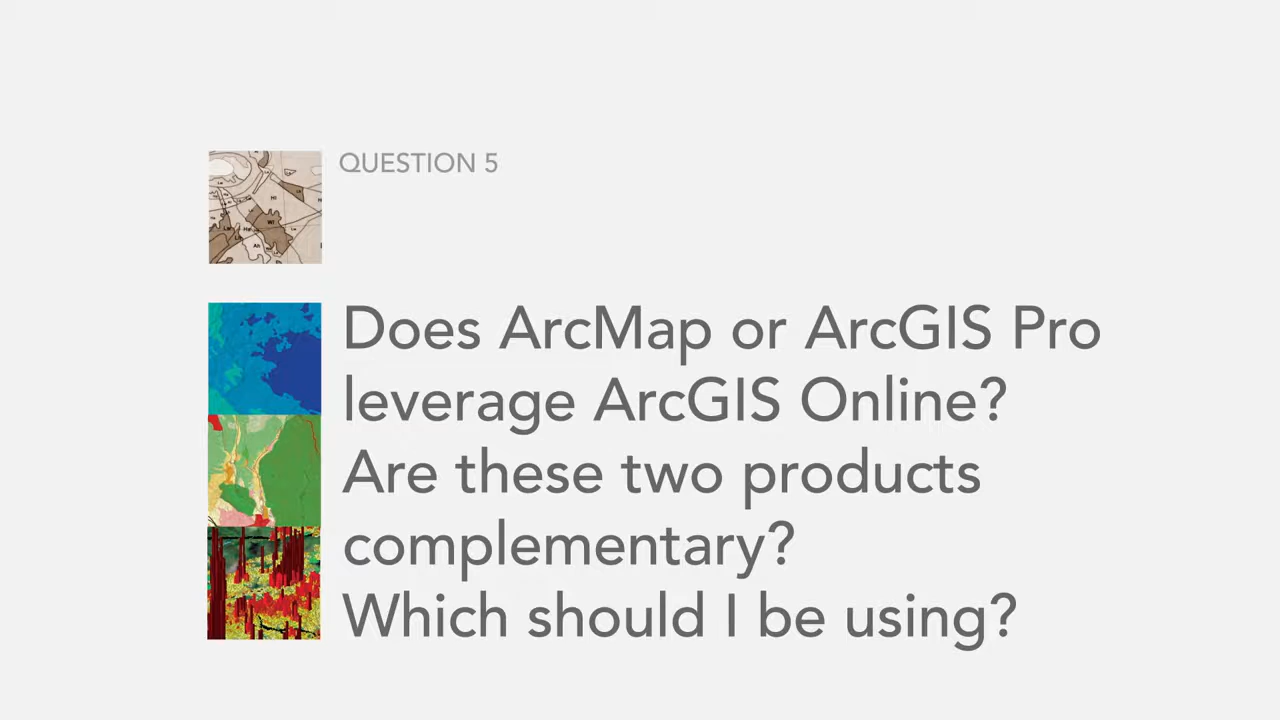 QUESTION 5
Does ArcMap or ArcGIS Pro
leverage ArcGIS Online?
Are these two products
complementary?
Which should I be using?